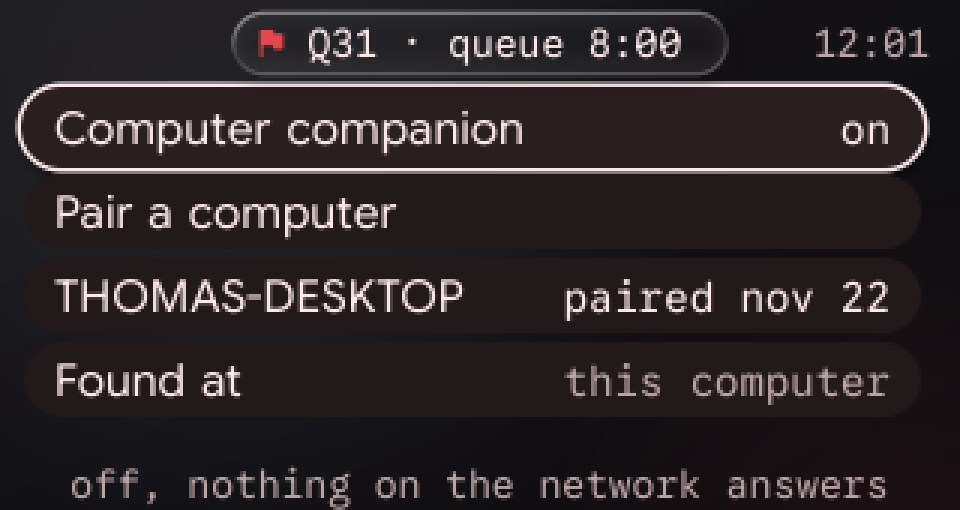 Q31 · queue 8:00 12:01
Computer companion on
Pair a computer
THOMAS-DESKTOP paired nov 22
Found at this computer
off, nothing on the network answers